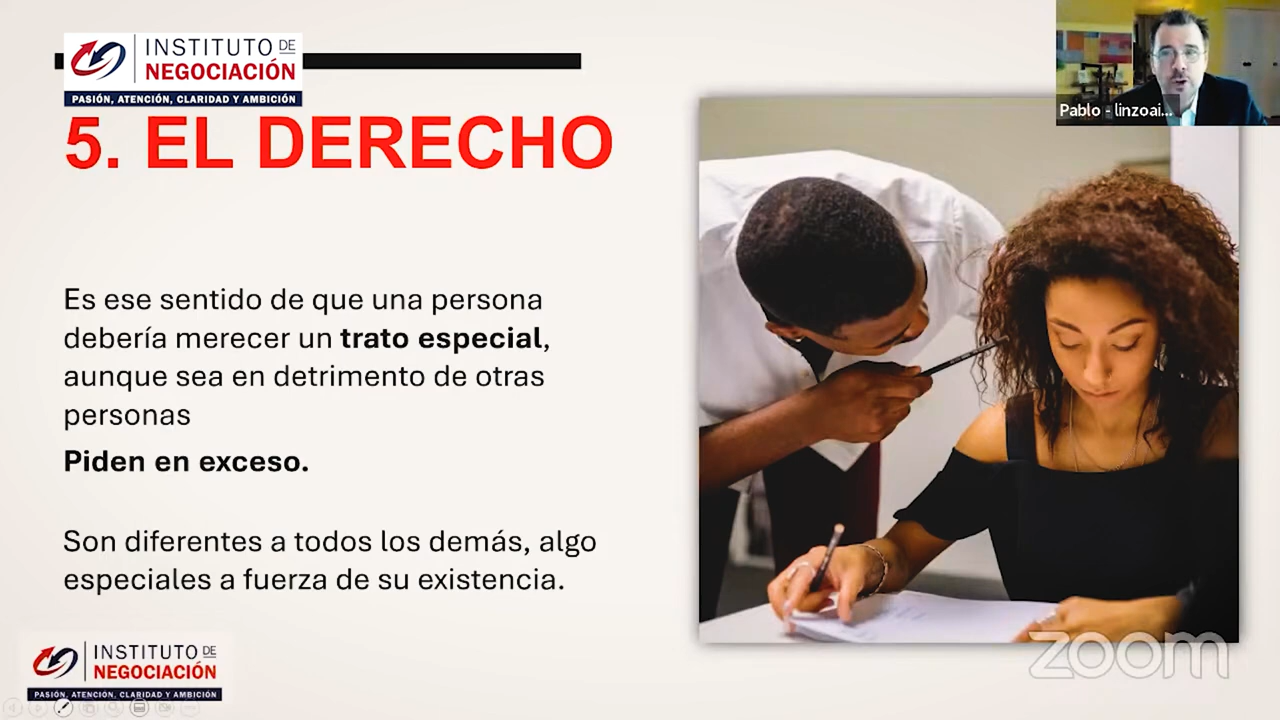 INSTITUTO DE
NEGOCIACIÓN
PASIÓN, ATENCIÓN, CLARIDAD Y AMBICIÓN
Pablo - linzoai...
5. EL DERECHO
Es ese sentido de que una persona
debería merecer un trato especial,
aunque sea en detrimento de otras
personas
Piden en exceso.
Son diferentes a todos los demás, algo
especiales a fuerza de su existencia.
zoom
INSTITUTO DE
NEGOCIACIÓN
PASIÓN, ATENCIÓN, CLARIDAD Y AMBICIÓN